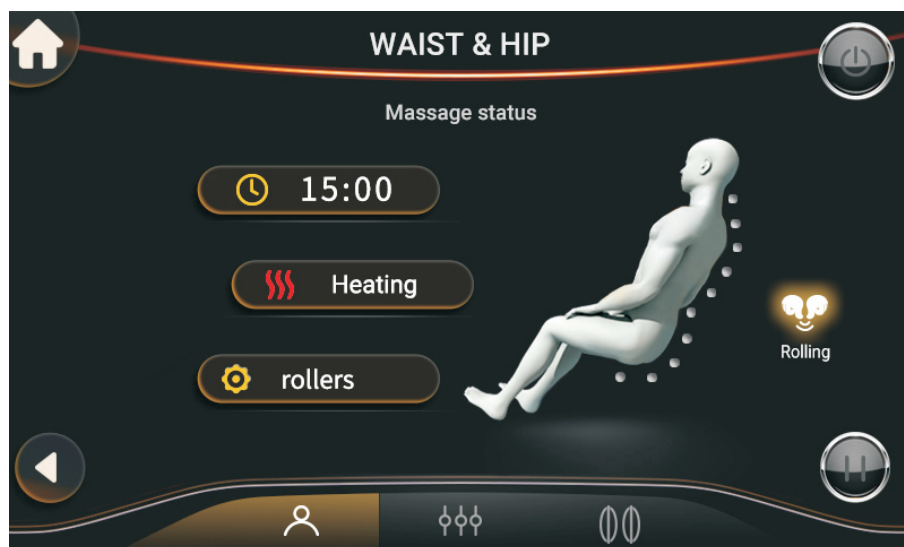 WAIST & HIP
Massage status
15:00
Heating
rollers
Rolling